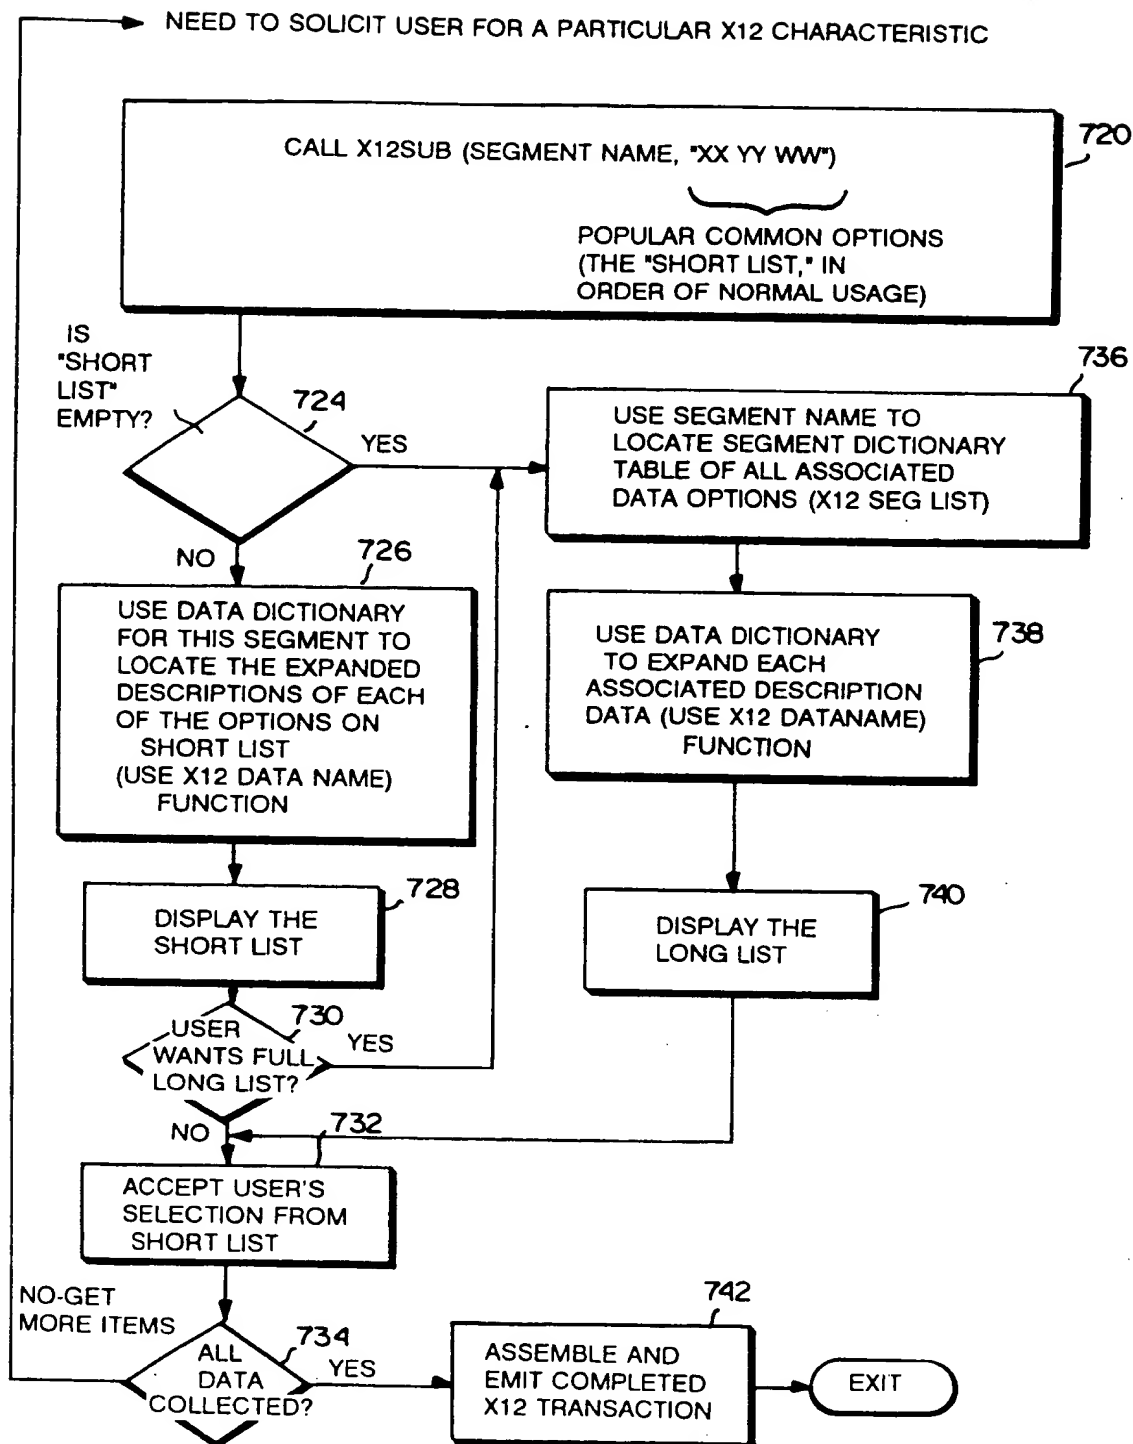 NEED TO SOLICIT USER FOR A PARTICULAR X12 CHARACTERISTIC
720
CALL X12SUB (SEGMENT NAME, "XX YY WW")
POPULAR COMMON OPTIONS
(THE "SHORT LIST," IN
ORDER OF NORMAL USAGE)
IS
"SHORT
LIST"
EMPTY?
724
YES
NO
736
USE SEGMENT NAME TO
LOCATE SEGMENT DICTIONARY
TABLE OF ALL ASSOCIATED
DATA OPTIONS (X12 SEG LIST)
726
USE DATA DICTIONARY
FOR THIS SEGMENT TO
LOCATE THE EXPANDED
DESCRIPTIONS OF EACH
OF THE OPTIONS ON
SHORT LIST
(USE X12 DATA NAME)
FUNCTION
738
USE DATA DICTIONARY
TO EXPAND EACH
ASSOCIATED DESCRIPTION
DATA (USE X12 DATANAME)
FUNCTION
728
DISPLAY THE
SHORT LIST
740
DISPLAY THE
LONG LIST
730
USER
WANTS FULL
LONG LIST?
YES
NO
732
ACCEPT USER'S
SELECTION FROM
SHORT LIST
NO-GET
MORE ITEMS
734
ALL
DATA
COLLECTED?
YES
742
ASSEMBLE AND
EMIT COMPLETED
X12 TRANSACTION
EXIT